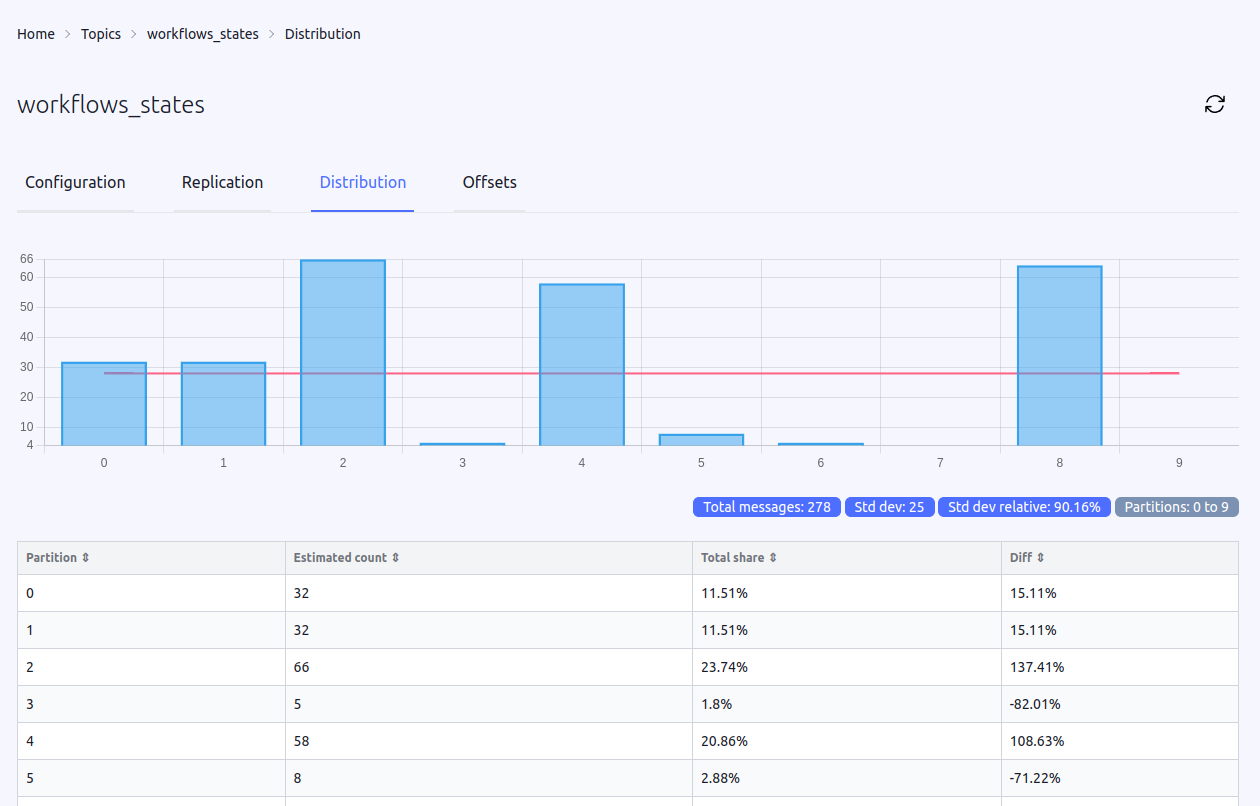 Home > Topics > workflows_states > Distribution
workflows_states
Configuration Replication Distribution Offsets
66
60
50
40
30
20
10
4
0 1 2 3 4 5 6 7 8 9
Total messages: 278 Std dev: 25 Std dev relative: 90.16% Partitions: 0 to 9
Partition ⇕ Estimated count ⇕ Total share ⇕ Diff ⇕
0 32 11.51% 15.11%
1 32 11.51% 15.11%
2 66 23.74% 137.41%
3 5 1.8% -82.01%
4 58 20.86% 108.63%
5 8 2.88% -71.22%